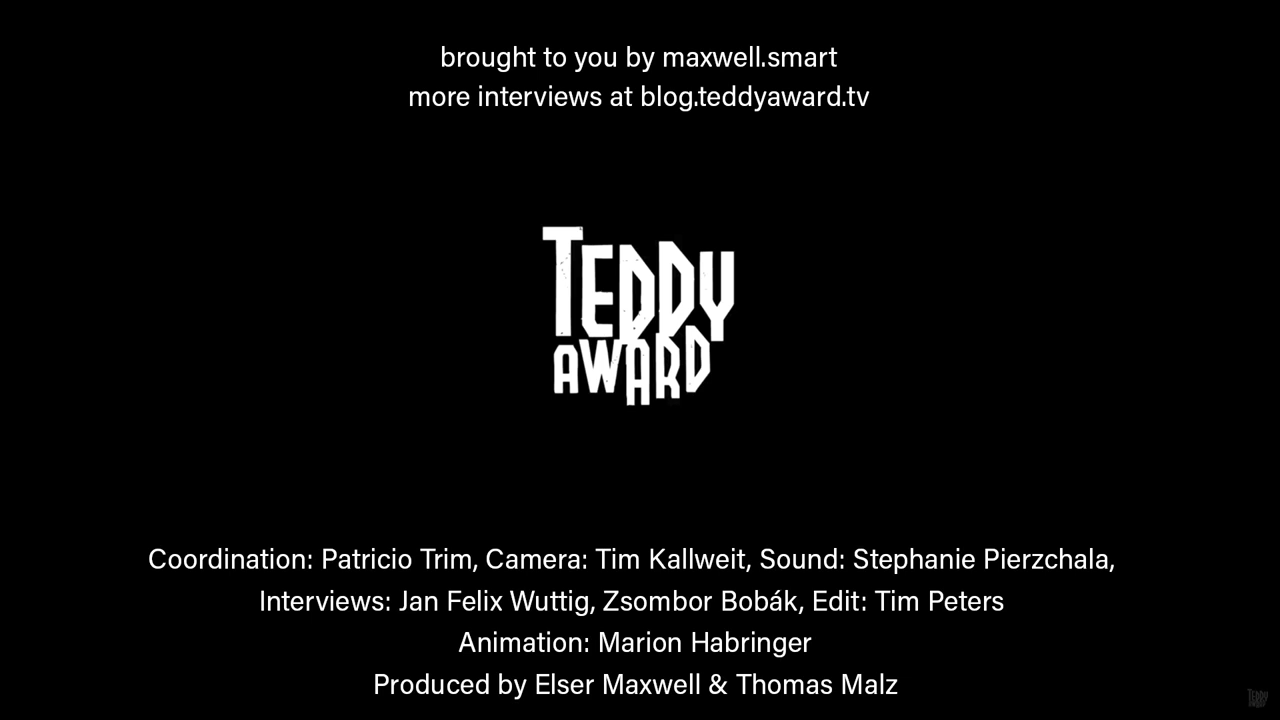 brought to you by maxwell.smart
more interviews at blog.teddyaward.tv
TEDDY
AWARD
Coordination: Patricio Trim, Camera: Tim Kallweit, Sound: Stephanie Pierzchala,
Interviews: Jan Felix Wuttig, Zsombor Bobák, Edit: Tim Peters
Animation: Marion Habringer
Produced by Elser Maxwell & Thomas Malz
TEDDY
AWARD